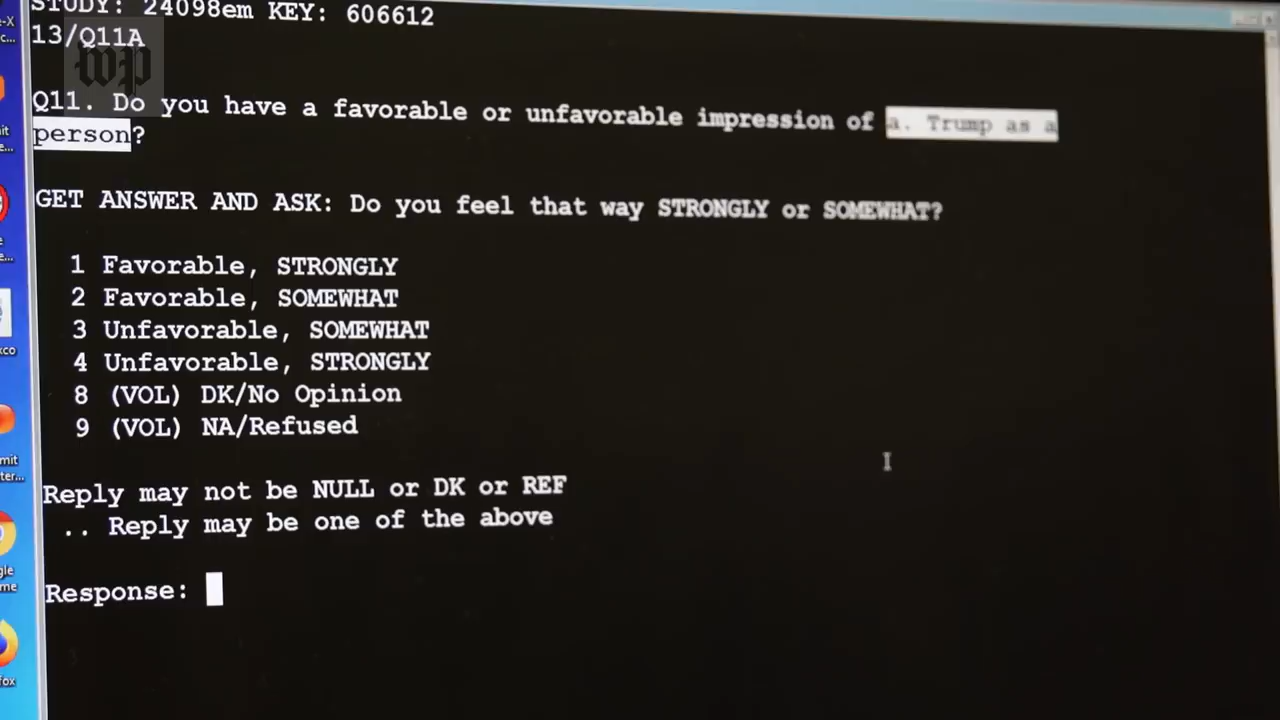 STUDY: 24098em KEY: 606612
13/Q11A
wp
Q11. Do you have a favorable or unfavorable impression of a. Trump as a
person?
GET ANSWER AND ASK: Do you feel that way STRONGLY or SOMEWHAT?
1 Favorable, STRONGLY
2 Favorable, SOMEWHAT
3 Unfavorable, SOMEWHAT
4 Unfavorable, STRONGLY
8 (VOL) DK/No Opinion
9 (VOL) NA/Refused
Reply may not be NULL or DK or REF
.. Reply may be one of the above
Response: